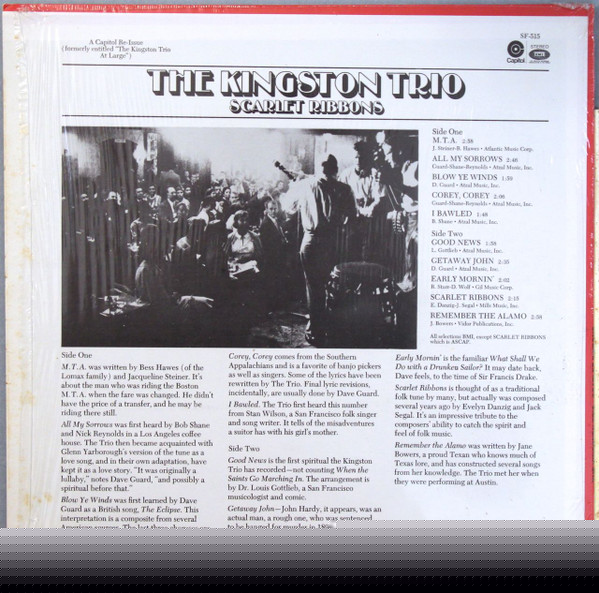 A Capitol Re-Issue
(formerly entitled "The Kingston Trio
At Large")
SF-515
Capitol
STEREO
EMI
THE KINGSTON TRIO
SCARLET RIBBONS
Side One
M.T.A. 2:58
J. Steiner-B. Hawes • Atlantic Music Corp.
ALL MY SORROWS 2:46
Guard-Shane-Reynolds • Atzal Music, Inc.
BLOW YE WINDS 1:59
D. Guard • Atzal Music, Inc.
COREY, COREY 2:06
Guard-Shane-Reynolds • Atzal Music, Inc.
I BAWLED 1:48
B. Shane • Atzal Music, Inc.
Side Two
GOOD NEWS 1:28
L. Gottlieb • Atzal Music, Inc.
GETAWAY JOHN 2:35
D. Guard • Atzal Music, Inc.
EARLY MORNIN' 2:02
R. Starr-D. Wolf • Gil Music Corp.
SCARLET RIBBONS 2:15
E. Danzig-J. Segal • Mills Music, Inc.
REMEMBER THE ALAMO 2:58
J. Bowers • Vidor Publications, Inc.
All selections BMI, except SCARLET RIBBONS
which is ASCAP.
Side One
M.T.A. was written by Bess Hawes (of the
Lomax family) and Jacqueline Steiner. It's
about the man who was riding the Boston
M.T.A. when the fare was changed. He didn't
have the price of a transfer, and he may be
riding there still.
All My Sorrows was first heard by Bob Shane
and Nick Reynolds in a Los Angeles coffee
house. The Trio then became acquainted with
Glenn Yarborough's version of the tune as a
love song, and in their own adaptation, have
kept it as a love story. "It was originally a
lullaby," notes Dave Guard, "and possibly a
spiritual before that."
Blow Ye Winds was first learned by Dave
Guard as a British song, The Eclipse. This
interpretation is a composite from several
Corey, Corey comes from the Southern
Appalachians and is a favorite of banjo pickers
as well as singers. Some of the lyrics have been
rewritten by The Trio. Final lyric revisions,
incidentally, are usually done by Dave Guard.
I Bawled. The Trio first heard this number
from Stan Wilson, a San Francisco folk singer
and song writer. It tells of the misadventures
a suitor has with his girl's mother.
Side Two
Good News is the first spiritual the Kingston
Trio has recorded—not counting When the
Saints Go Marching In. The arrangement is
by Dr. Louis Gottlieb, a San Francisco
musicologist and comic.
Getaway John—John Hardy, it appears, was an
actual man, a rough one, who was sentenced
to be hanged for murder in
Early Mornin' is the familiar What Shall We
Do with a Drunken Sailor? It may date back,
Dave feels, to the time of Sir Francis Drake.
Scarlet Ribbons is thought of as a traditional
folk tune by many, but actually was composed
several years ago by Evelyn Danzig and Jack
Segal. It's an impressive tribute to the
composers' ability to catch the spirit and
feel of folk music.
Remember the Alamo was written by Jane
Bowers, a proud Texan who knows much of
Texas lore, and has constructed several songs
from her knowledge. The Trio met her when
they were performing at Austin.